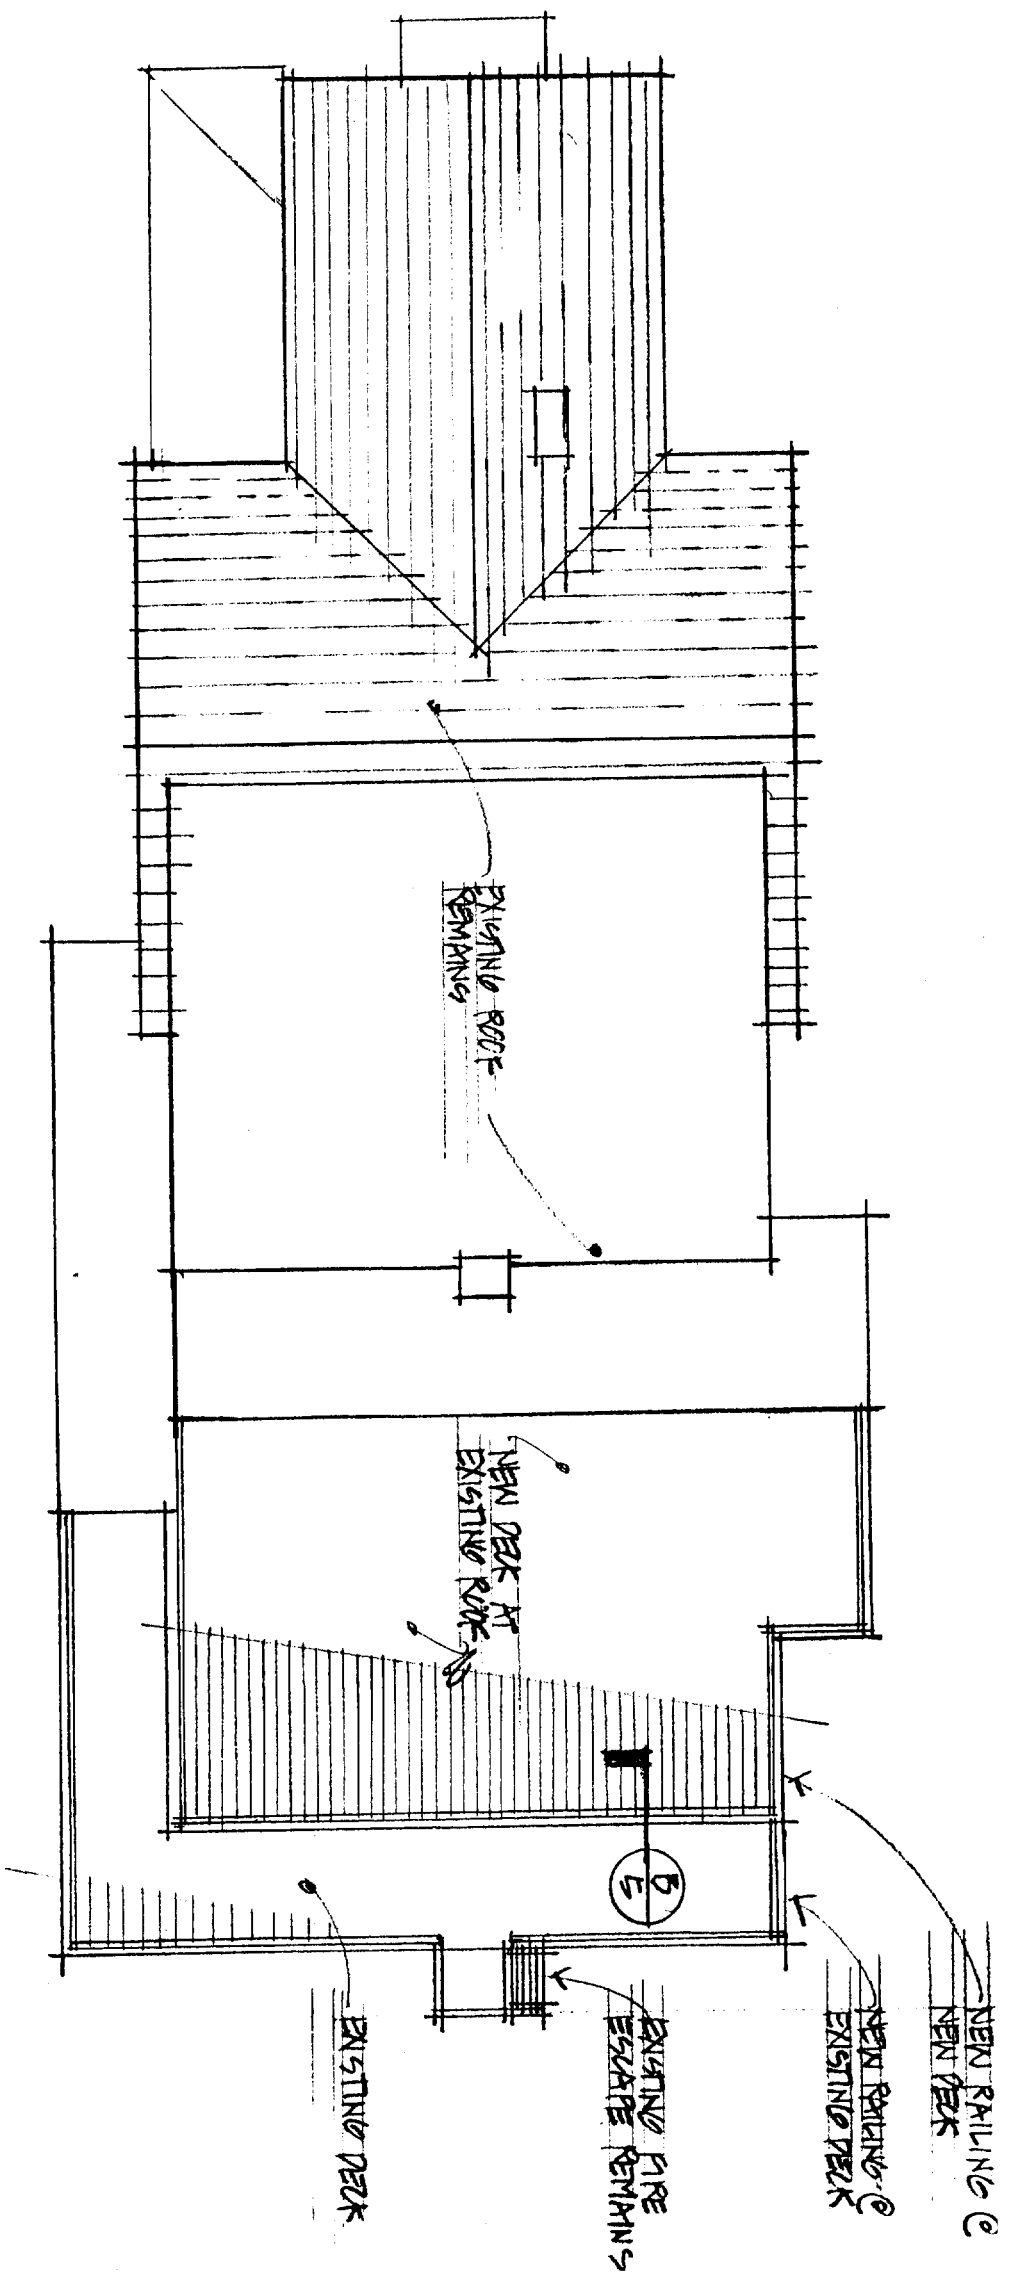 NEW RAILING @
NEW DECK
NEW RAILING @
EXISTING DECK
EXISTING FIRE
ESCAPE REMAINS
EXISTING DECK
EXISTING ROOF
REMAINS
NEW DECK AT
EXISTING ROOF
B
5